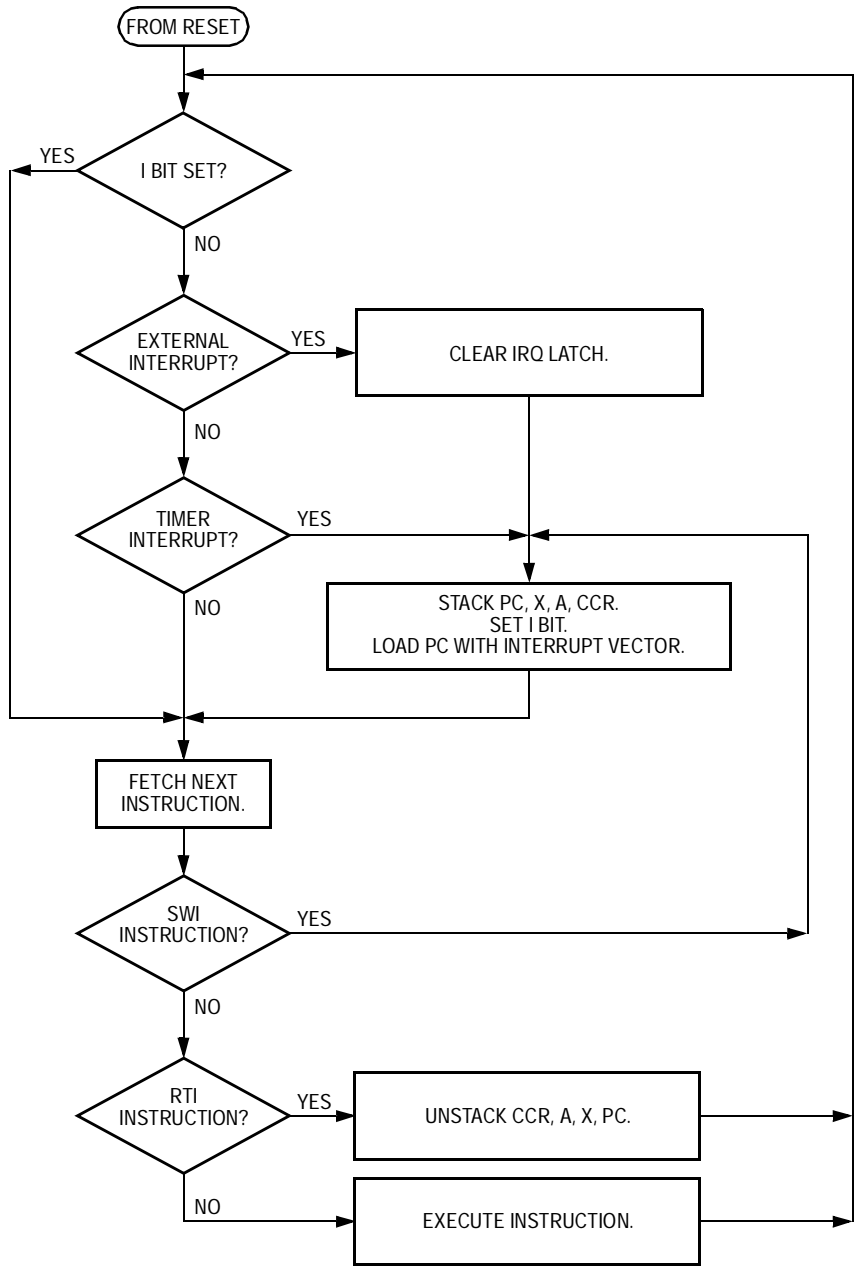 FROM RESET
YES
I BIT SET?
NO
EXTERNAL
INTERRUPT?
YES
CLEAR IRQ LATCH.
NO
TIMER
INTERRUPT?
YES
NO
STACK PC, X, A, CCR.
SET I BIT.
LOAD PC WITH INTERRUPT VECTOR.
FETCH NEXT
INSTRUCTION.
SWI
INSTRUCTION?
YES
NO
RTI
INSTRUCTION?
YES
UNSTACK CCR, A, X, PC.
NO
EXECUTE INSTRUCTION.